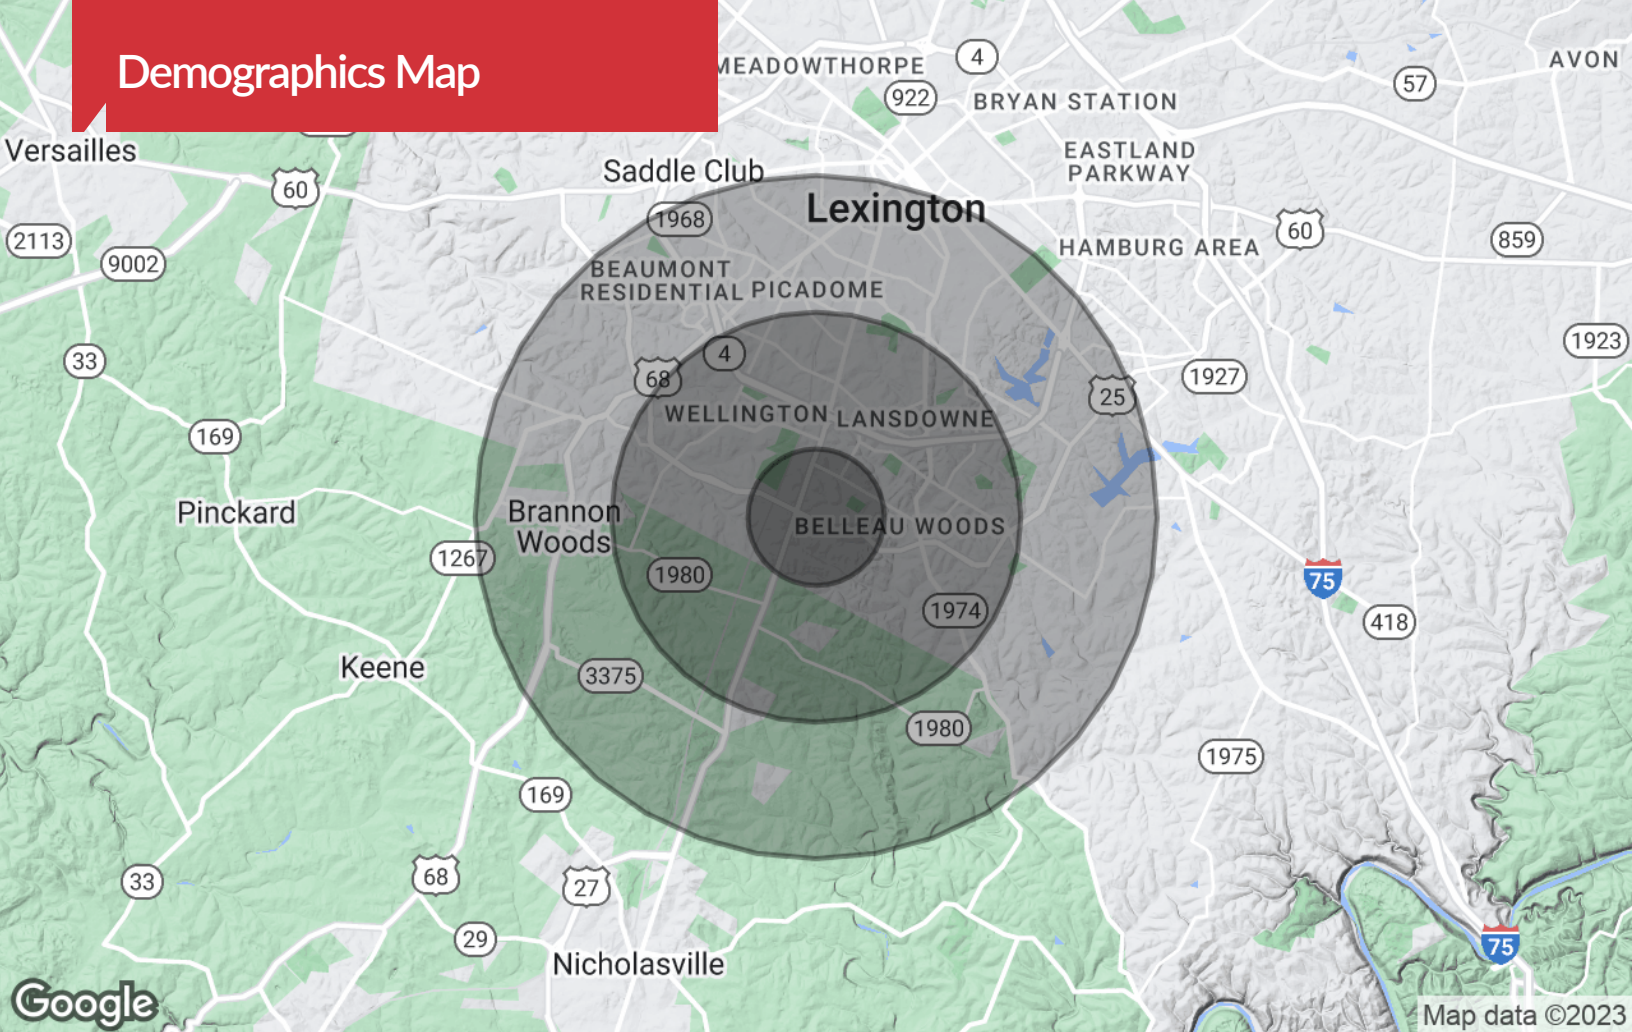 Demographics Map
MEADOWTHORPE
4
AVON
57
922
BRYAN STATION
Versailles
EASTLAND
PARKWAY
Saddle Club
60
Lexington
1968
60
2113
859
HAMBURG AREA
9002
BEAUMONT
RESIDENTIAL
PICADOME
1923
33
4
68
1927
25
WELLINGTON
LANSDOWNE
169
Pinckard
Brannon
Woods
BELLEAU WOODS
1267
1980
75
1974
418
Keene
3375
1980
1975
169
33
68
27
29
75
Nicholasville
Google
Map data ©2023